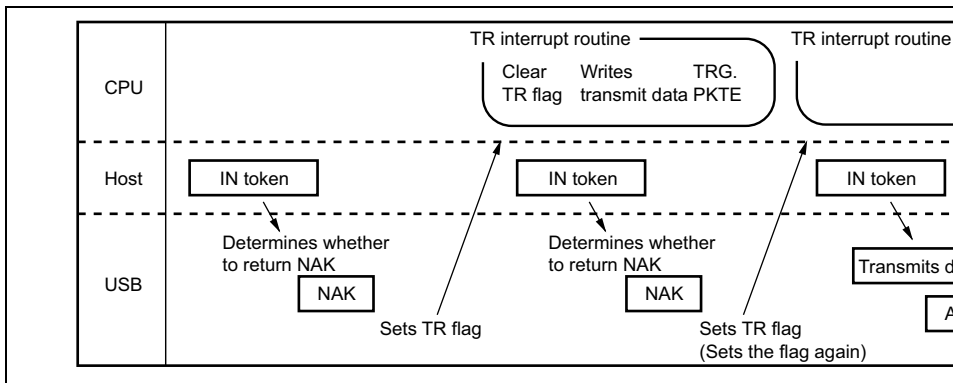 TR interrupt routine
TR interrupt routine
CPU
Clear Writes TRG.
TR flag transmit data PKTE
Host
IN token
IN token
IN token
Determines whether
to return NAK
Determines whether
to return NAK
USB
NAK
NAK
Transmits d
A
Sets TR flag
Sets TR flag
(Sets the flag again)